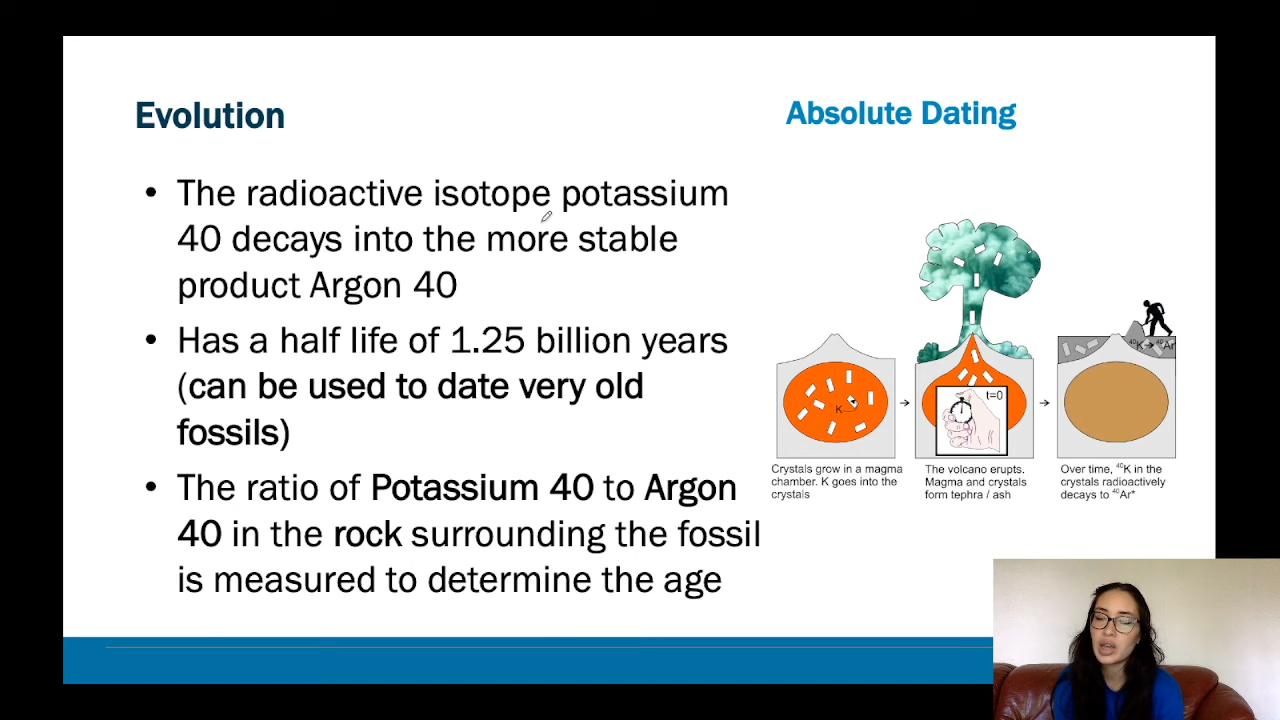 Evolution
Absolute Dating
• The radioactive isotope potassium
40 decays into the more stable
product Argon 40
• Has a half life of 1.25 billion years
(can be used to date very old
fossils)
• The ratio of Potassium 40 to Argon
40 in the rock surrounding the fossil
is measured to determine the age
K
t=0
⁴⁰K → ⁴⁰Ar
Crystals grow in a magma
chamber. K goes into the
crystals
The volcano erupts.
Magma and crystals
form tephra / ash
Over time, ⁴⁰K in the
crystals radioactively
decays to ⁴⁰Ar*